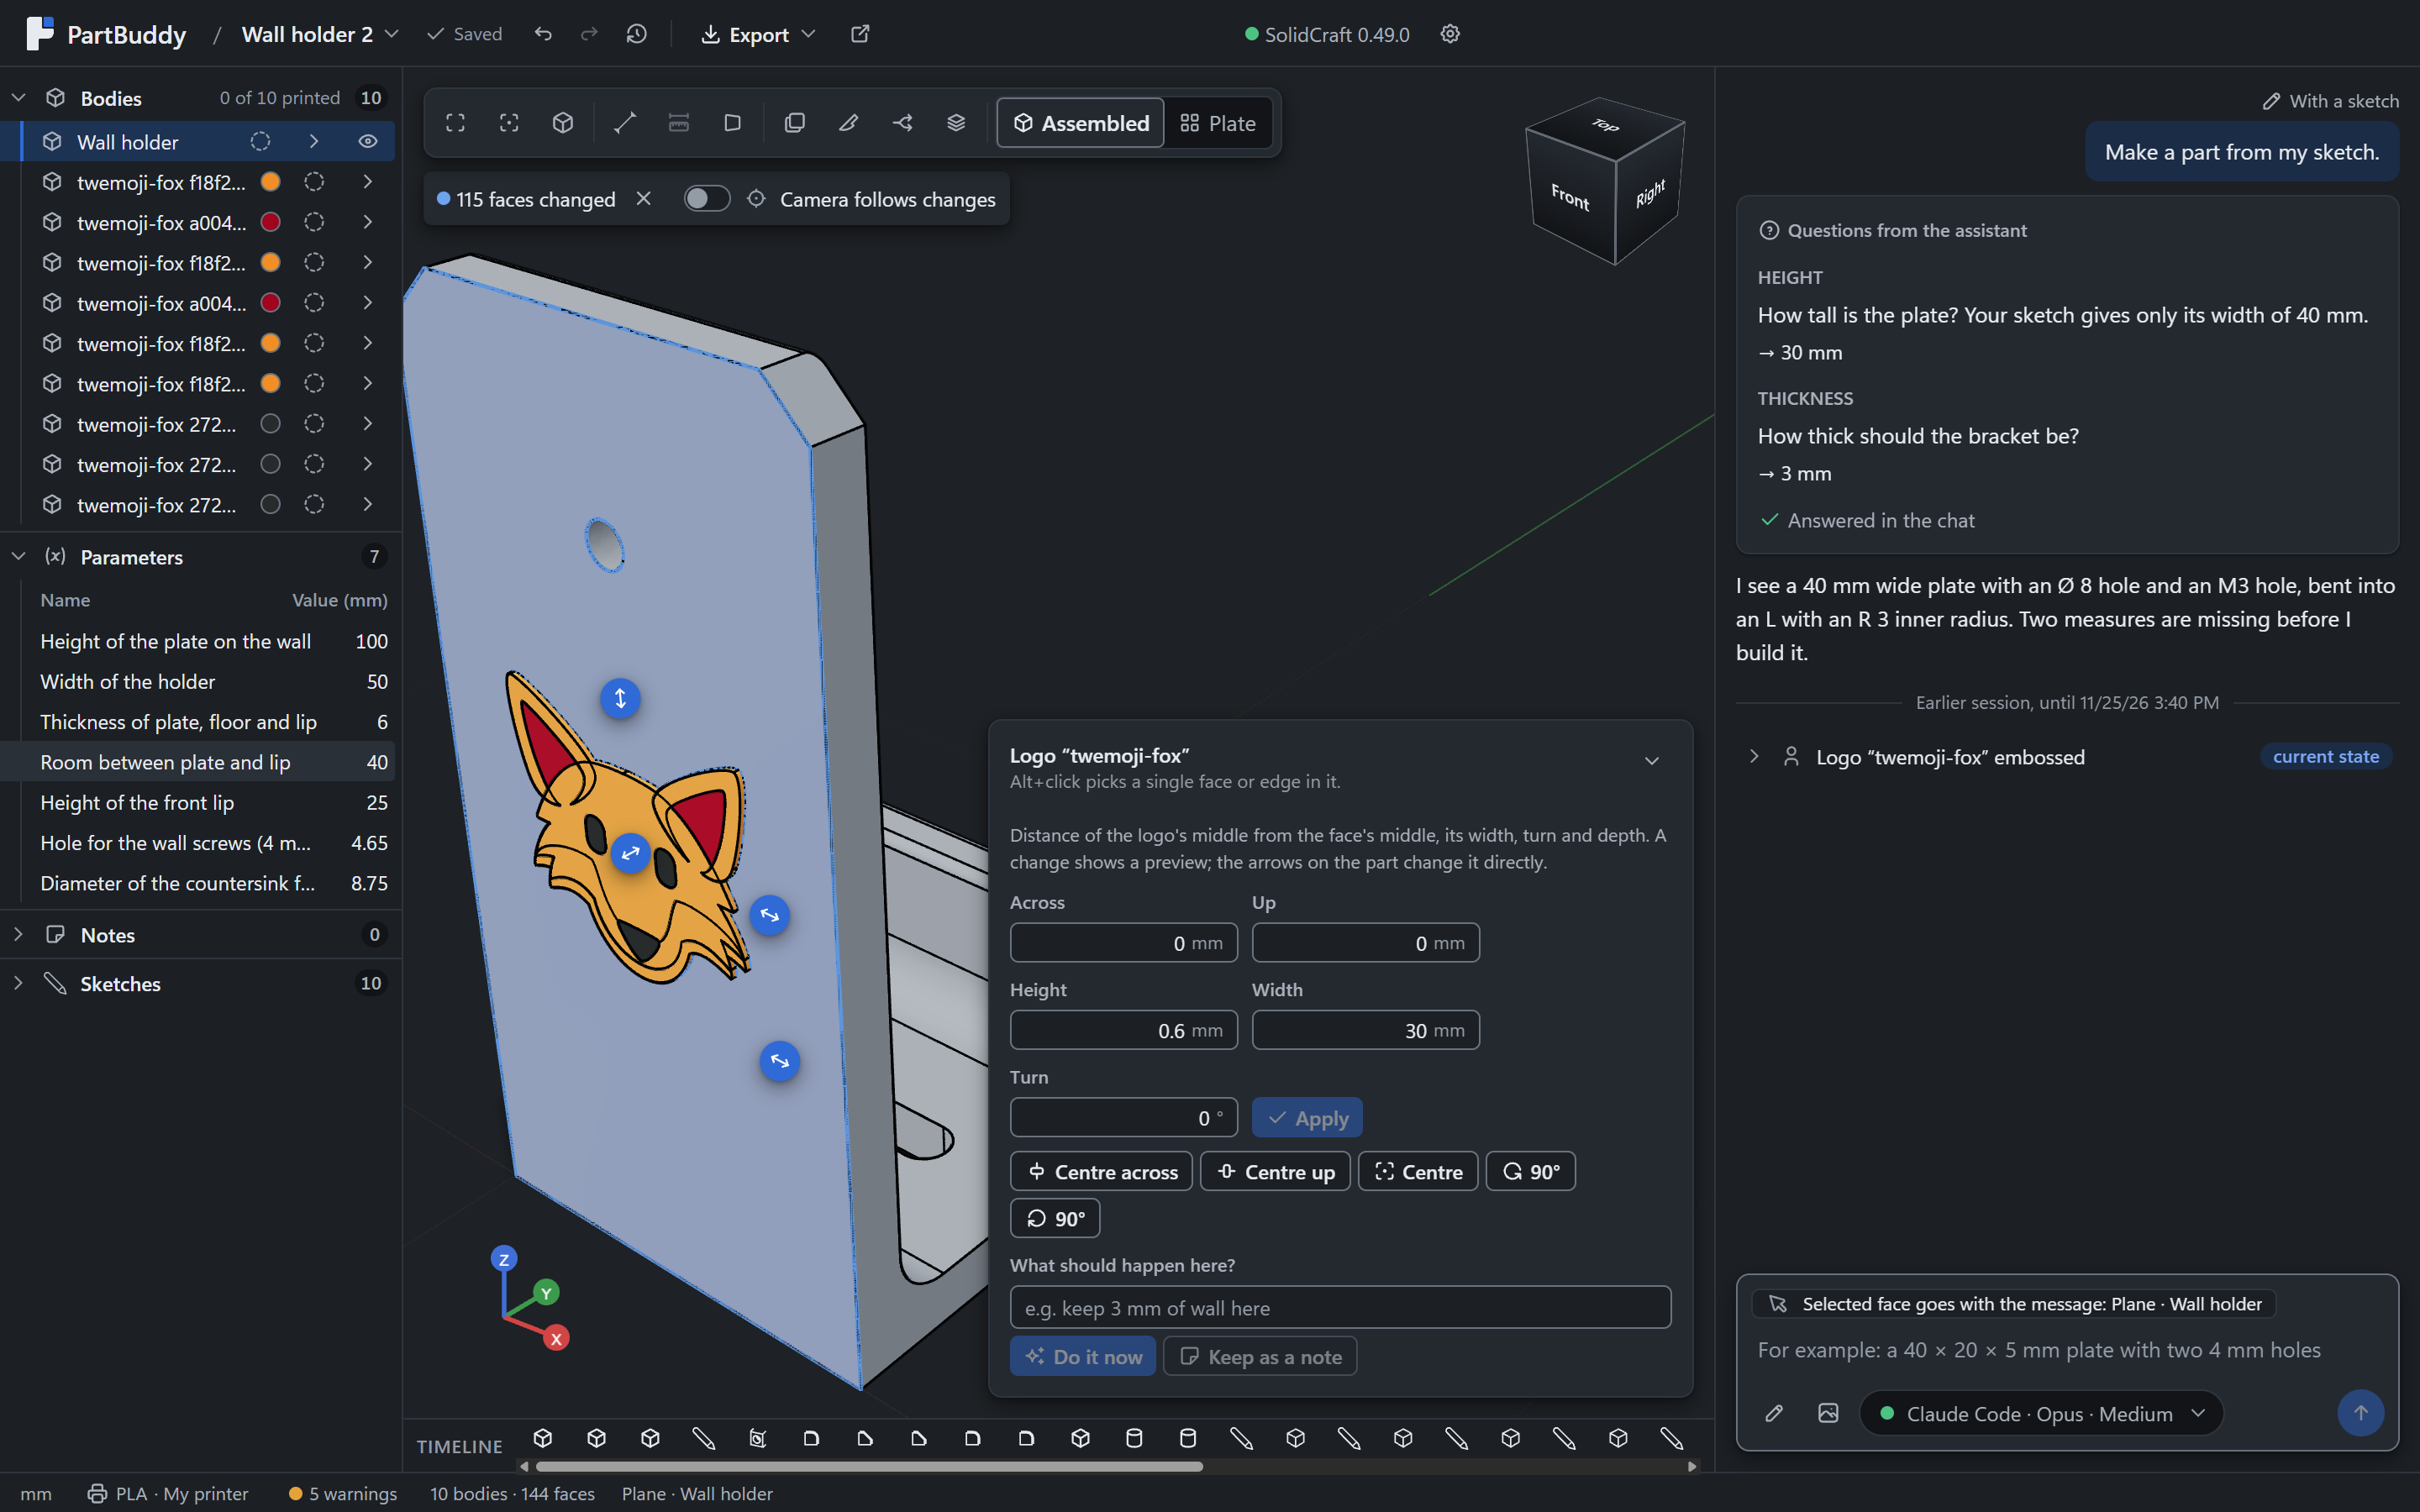 PartBuddy / Wall holder 2 Saved Export SolidCraft 0.49.0
Bodies 0 of 10 printed 10
Wall holder
twemoji-fox f18f2...
twemoji-fox a004...
twemoji-fox f18f2...
twemoji-fox a004...
twemoji-fox f18f2...
twemoji-fox f18f2...
twemoji-fox 272...
twemoji-fox 272...
twemoji-fox 272...
Parameters 7
Name Value (mm)
Height of the plate on the wall 100
Width of the holder 50
Thickness of plate, floor and lip 6
Room between plate and lip 40
Height of the front lip 25
Hole for the wall screws (4 m... 4.65
Diameter of the countersink f... 8.75
Notes 0
Sketches 10
Assembled Plate
115 faces changed Camera follows changes
Top
Front Right
Logo “twemoji-fox”
Alt+click picks a single face or edge in it.
Distance of the logo's middle from the face's middle, its width, turn and depth. A
change shows a preview; the arrows on the part change it directly.
Across Up
0 mm 0 mm
Height Width
0.6 mm 30 mm
Turn
0 ° Apply
Centre across Centre up Centre 90°
90°
What should happen here?
e.g. keep 3 mm of wall here
Do it now Keep as a note
Z
Y
X
TIMELINE
With a sketch
Make a part from my sketch.
Questions from the assistant
HEIGHT
How tall is the plate? Your sketch gives only its width of 40 mm.
→ 30 mm
THICKNESS
How thick should the bracket be?
→ 3 mm
Answered in the chat
I see a 40 mm wide plate with an Ø 8 hole and an M3 hole, bent into
an L with an R 3 inner radius. Two measures are missing before I
build it.
Earlier session, until 11/25/26 3:40 PM
Logo “twemoji-fox” embossed current state
Selected face goes with the message: Plane · Wall holder
For example: a 40 × 20 × 5 mm plate with two 4 mm holes
Claude Code · Opus · Medium
mm PLA · My printer 5 warnings 10 bodies · 144 faces Plane · Wall holder